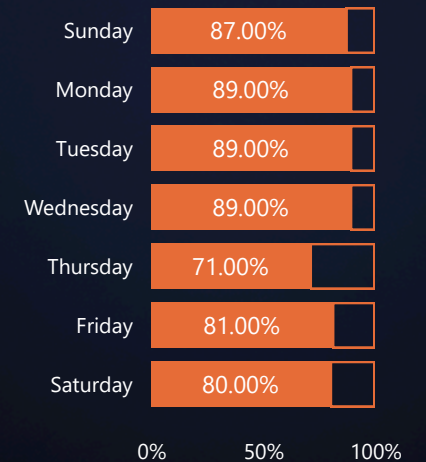 Sunday 87.00%
Monday 89.00%
Tuesday 89.00%
Wednesday 89.00%
Thursday 71.00%
Friday 81.00%
Saturday 80.00%
0% 50% 100%